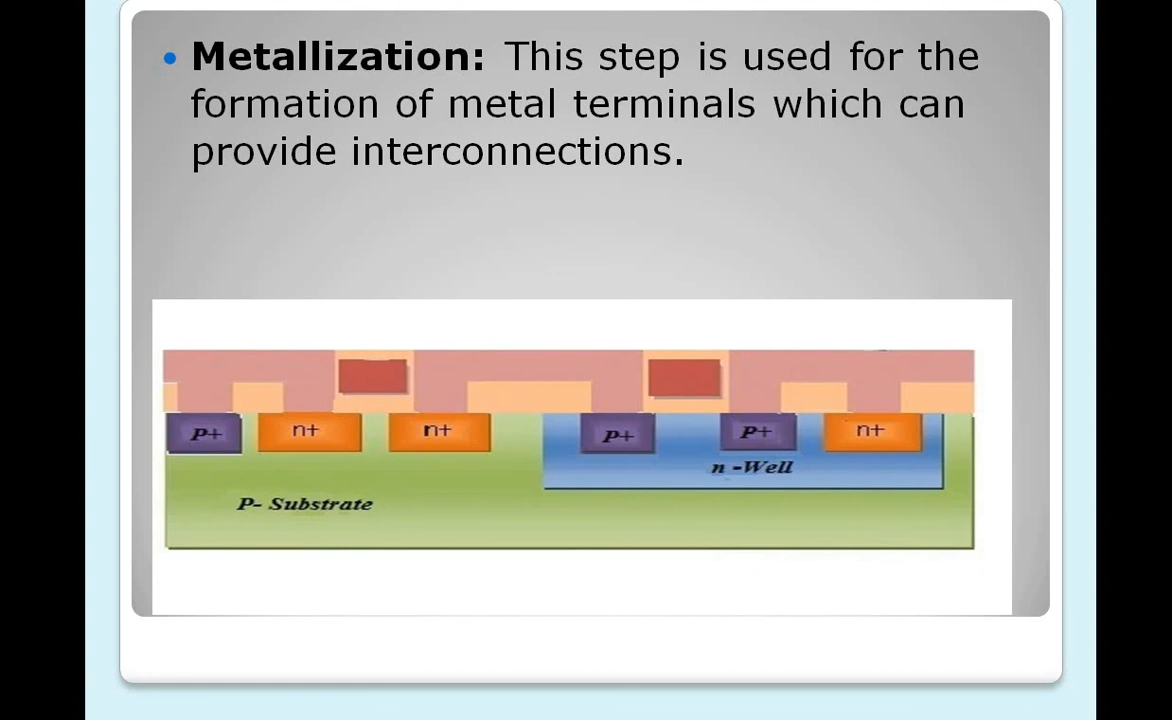 • Metallization: This step is used for the
formation of metal terminals which can
provide interconnections.
P+ n+ n+ P+ P+ n+
n -Well
P- Substrate